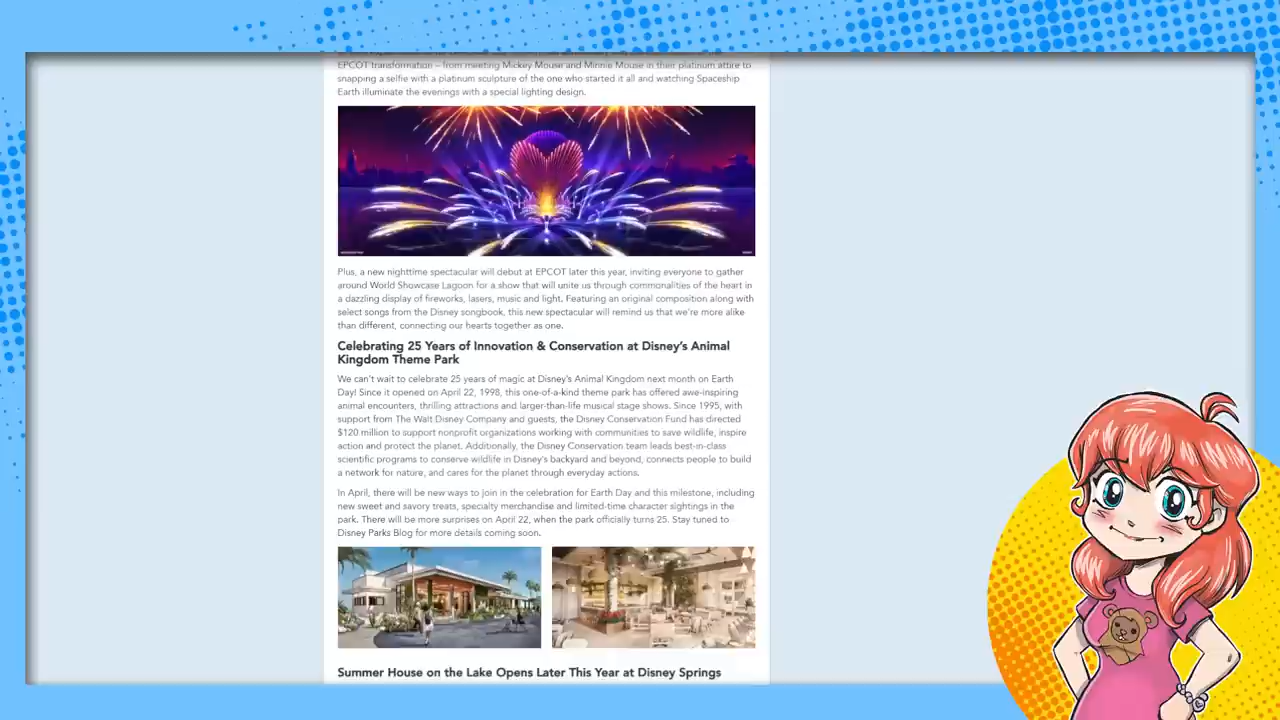 EPCOT transformation – from meeting Mickey Mouse and Minnie Mouse in their platinum attire to
snapping a selfie with a platinum sculpture of the one who started it all and watching Spaceship
Earth illuminate the evenings with a special lighting design.
Plus, a new nighttime spectacular will debut at EPCOT later this year, inviting everyone to gather
around World Showcase Lagoon for a show that will unite us through commonalities of the heart in
a dazzling display of fireworks, lasers, music and light. Featuring an original composition along with
select songs from the Disney songbook, this new spectacular will remind us that we're more alike
than different, connecting our hearts together as one.
Celebrating 25 Years of Innovation & Conservation at Disney's Animal
Kingdom Theme Park
We can't wait to celebrate 25 years of magic at Disney's Animal Kingdom next month on Earth
Day! Since it opened on April 22, 1998, this one-of-a-kind theme park has offered awe-inspiring
animal encounters, thrilling attractions and larger-than-life musical stage shows. Since 1995, with
support from The Walt Disney Company and guests, the Disney Conservation Fund has directed
$120 million to support nonprofit organizations working with communities to save wildlife, inspire
action and protect the planet. Additionally, the Disney Conservation team leads best-in-class
scientific programs to conserve wildlife in Disney's backyard and beyond, connects people to build
a network for nature, and cares for the planet through everyday actions.
In April, there will be new ways to join in the celebration for Earth Day and this milestone, including
new sweet and savory treats, specialty merchandise and limited-time character sightings in the
park. There will be more surprises on April 22, when the park officially turns 25. Stay tuned to
Disney Parks Blog for more details coming soon.
Summer House on the Lake Opens Later This Year at Disney Springs